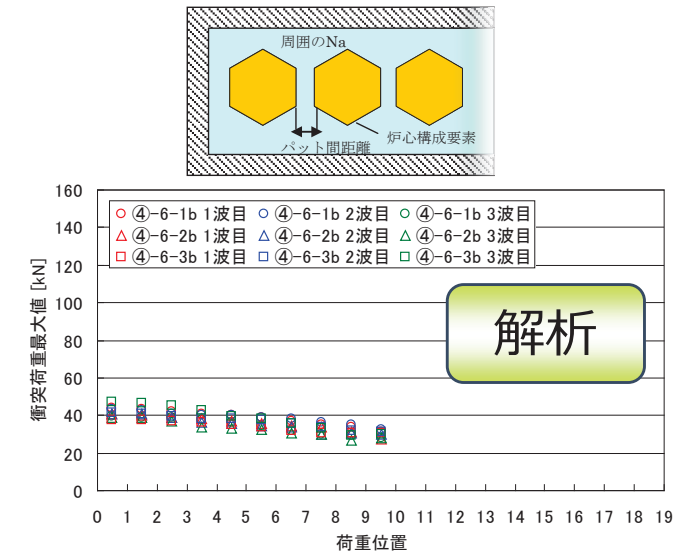 周囲のNa
炉心構成要素
パット間距離
160
140
120
100
80
60
40
20
0
衝突荷重最大値 [kN]
④-6-1b 1波目 ④-6-1b 2波目 ④-6-1b 3波目
④-6-2b 1波目 ④-6-2b 2波目 ④-6-2b 3波目
④-6-3b 1波目 ④-6-3b 2波目 ④-6-3b 3波目
解析
0 1 2 3 4 5 6 7 8 9 10 11 12 13 14 15 16 17 18 19
荷重位置